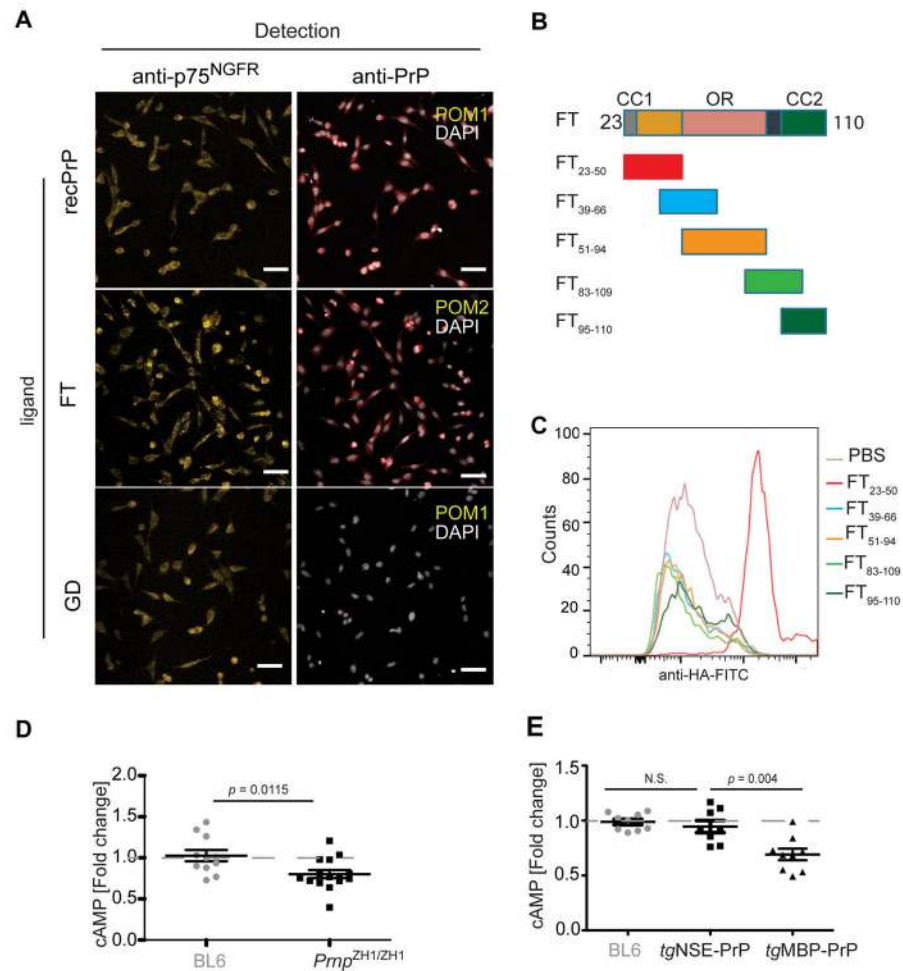 A
Detection
anti-p75NGFR
anti-PrP
ligand
recPrP
POM1
DAPI
FT
POM2
DAPI
GD
POM1
DAPI
B
CC1 OR CC2
FT 23 110
FT23-50
FT39-66
FT51-94
FT83-109
FT95-110
C
100
80
60
40
20
0
Counts
anti-HA-FITC
PBS
FT23-50
FT39-66
FT51-94
FT83-109
FT95-110
D
cAMP [Fold change]
2.0
1.5
1.0
0.5
0.0
p = 0.0115
BL6
PrnpZH1/ZH1
E
cAMP [Fold change]
1.5
1.0
0.5
0.0
N.S.
p = 0.004
BL6
tgNSE-PrP
tgMBP-PrP